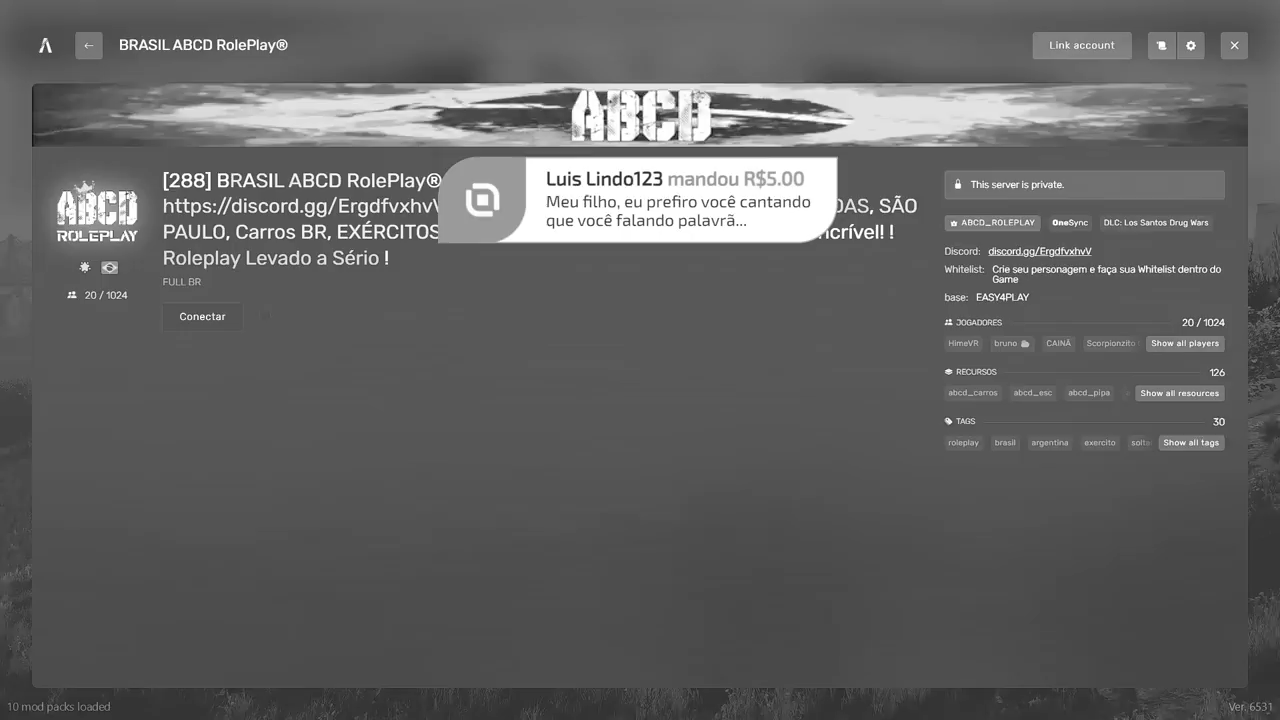 BRASIL ABCD RolePlay®
Link account
ABCD
ABCD
ROLEPLAY
20 / 1024
[288] BRASIL ABCD RolePlay®
https://discord.gg/Ergdfvxhv
PAULO, Carros BR, EXÉRCITOS
Roleplay Levado a Sério !
DAS, SÃO
ncrível! !
FULL BR
Conectar
Luis Lindo123 mandou R$5.00
Meu filho, eu prefiro você cantando
que você falando palavrã...
This server is private.
ABCD_ROLEPLAY OneSync DLC: Los Santos Drug Wars
Discord: discord.gg/ErgdfvxhvV
Whitelist: Crie seu personagem e faça sua Whitelist dentro do
Game
base: EASY4PLAY
JOGADORES 20 / 1024
HimeVR bruno CAINÃ Scorpionzito Show all players
RECURSOS 126
abcd_carros abcd_esc abcd_pipa Show all resources
TAGS 30
roleplay brasil argentina exercito solta Show all tags
10 mod packs loaded
Ver. 6531